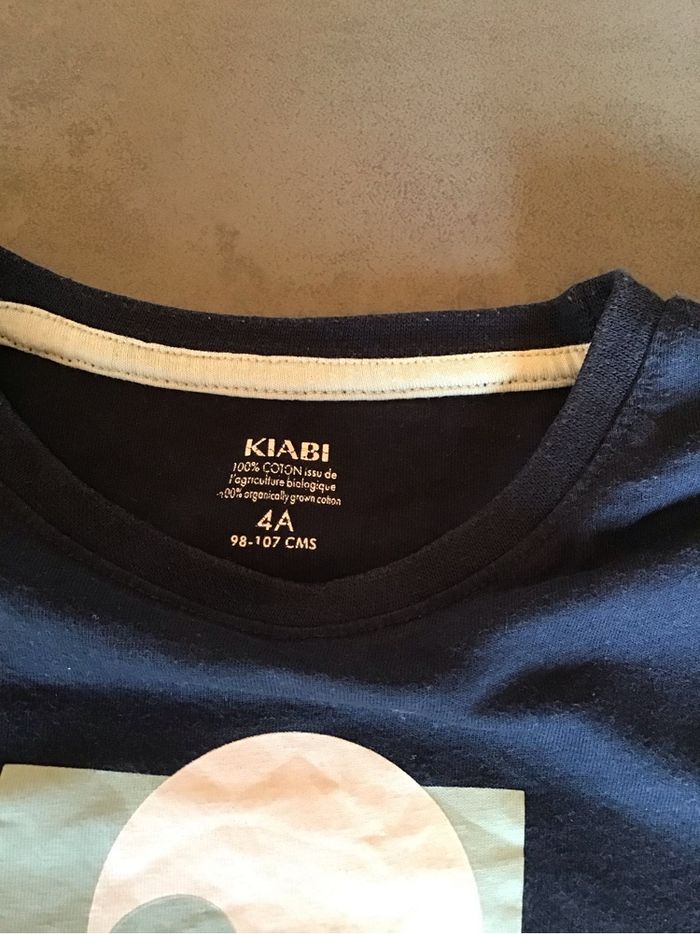 KIABI
100% COTON issu de
l'agriculture biologique
100% organically grown cotton
4A
98-107 CMS